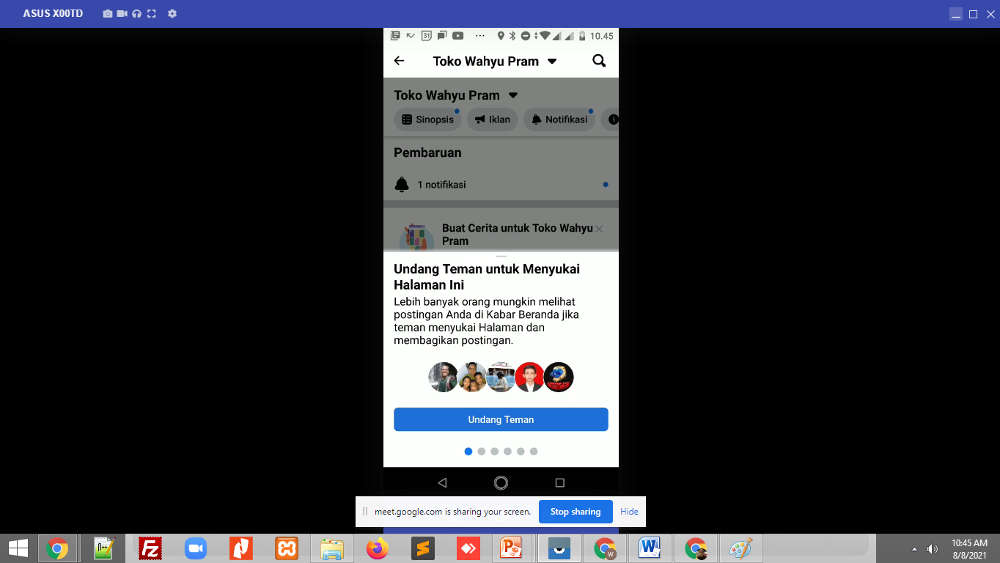 ASUS X00TD
31
10.45
Toko Wahyu Pram
Toko Wahyu Pram
Sinopsis Iklan Notifikasi
Pembaruan
1 notifikasi
Buat Cerita untuk Toko Wahyu
Pram
Undang Teman untuk Menyukai
Halaman Ini
Lebih banyak orang mungkin melihat
postingan Anda di Kabar Beranda jika
teman menyukai Halaman dan
membagikan postingan.
Undang Teman
meet.google.com is sharing your screen. Stop sharing Hide
10:45 AM
8/8/2021